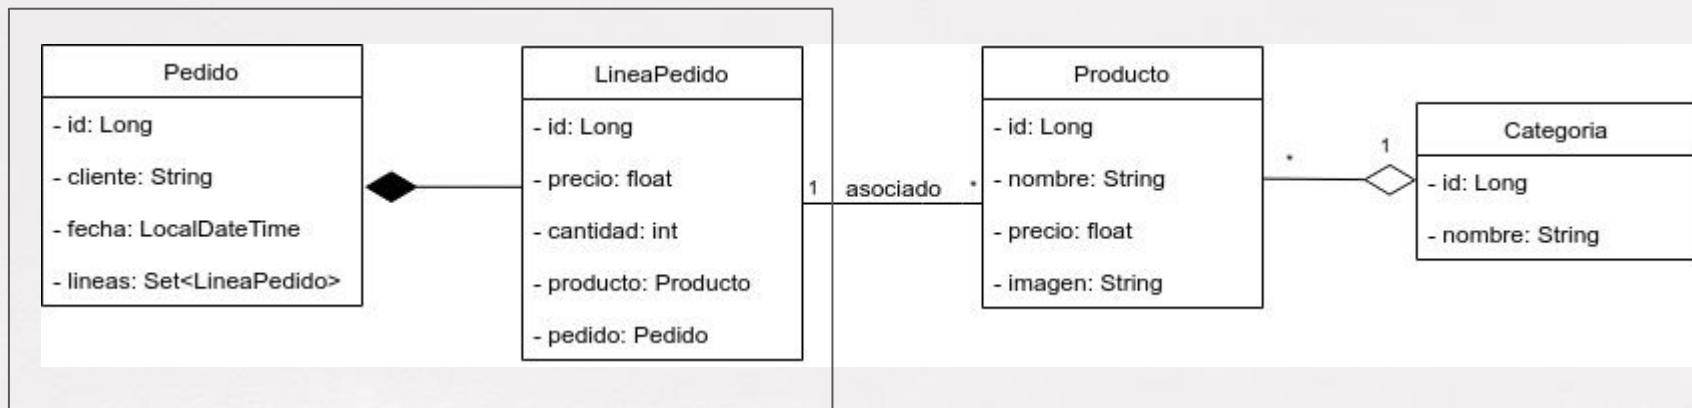 Pedido
- id: Long
- cliente: String
- fecha: LocalDateTime
- lineas: Set<LineaPedido>
LineaPedido
- id: Long
- precio: float
- cantidad: int
- producto: Producto
- pedido: Pedido
1 asociado *
Producto
- id: Long
- nombre: String
- precio: float
- imagen: String
* 1
Categoria
- id: Long
- nombre: String